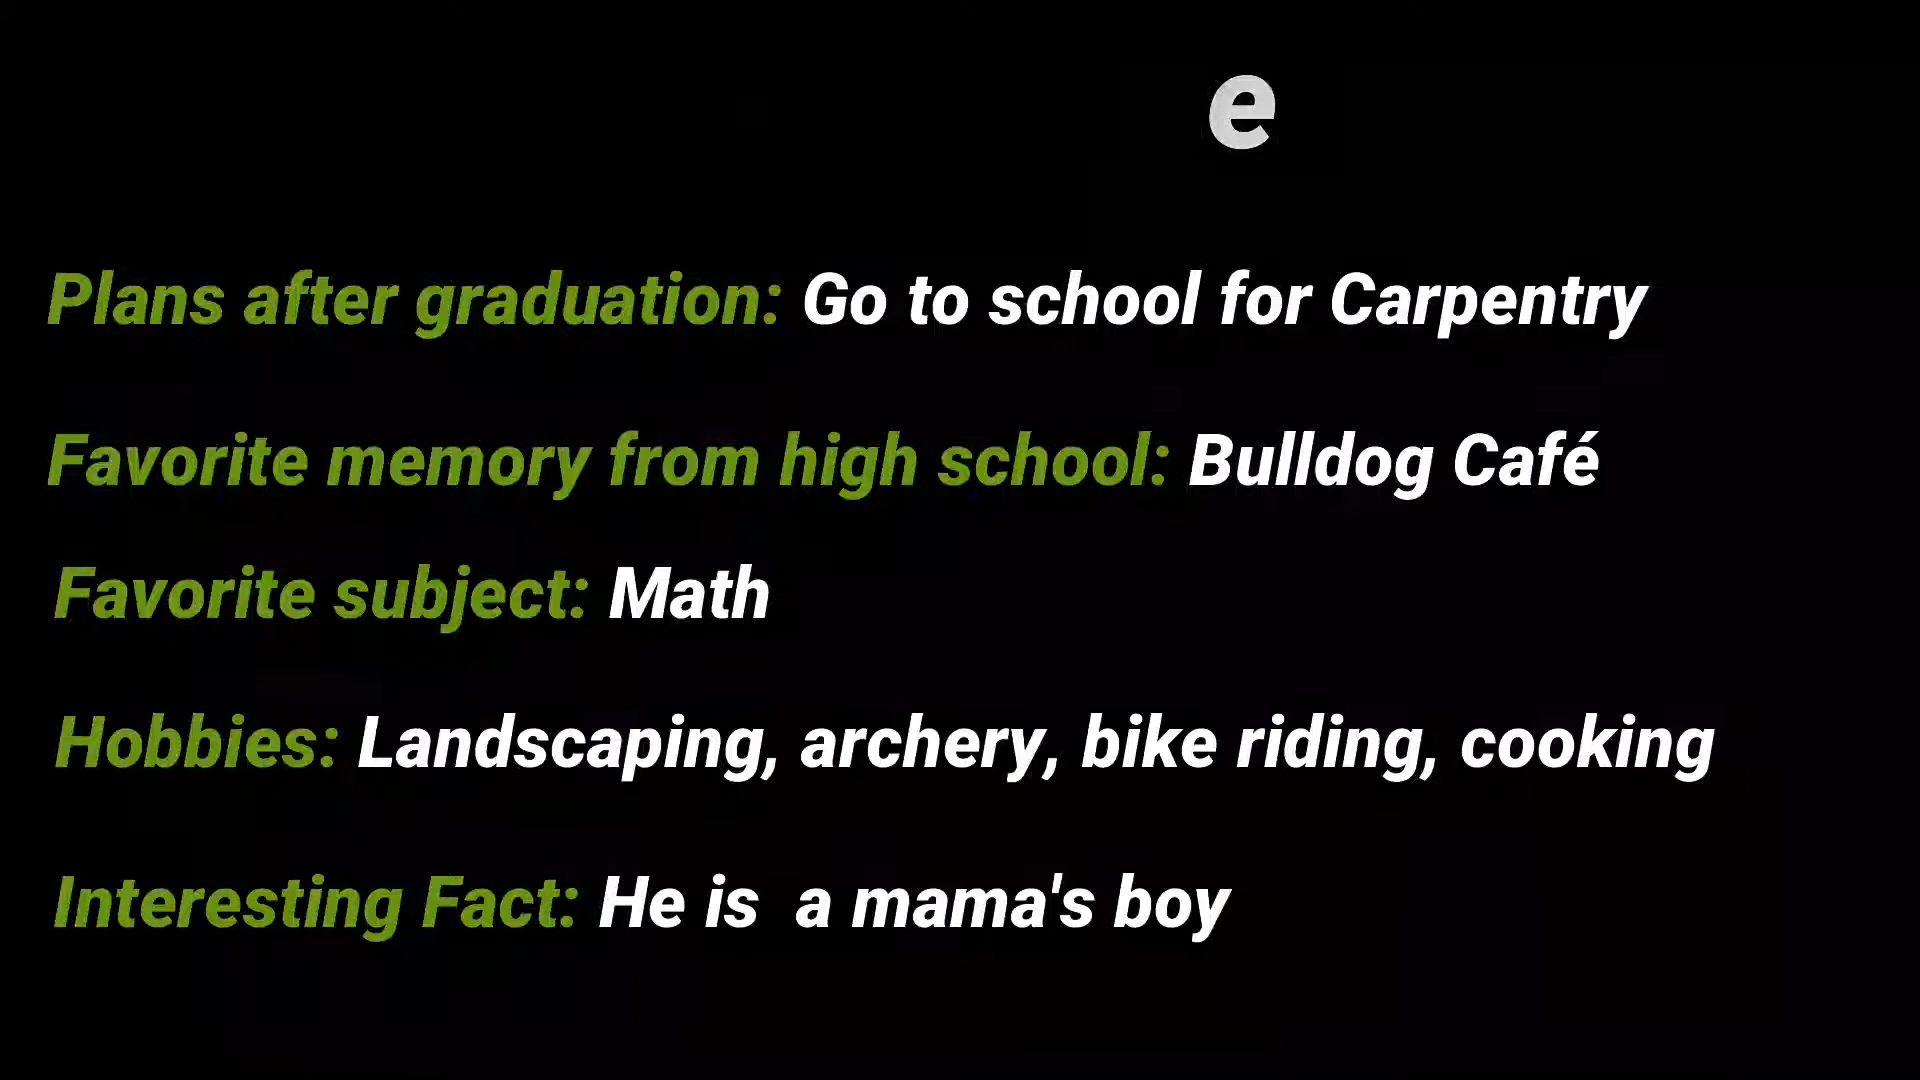 e
Plans after graduation: Go to school for Carpentry
Favorite memory from high school: Bulldog Café
Favorite subject: Math
Hobbies: Landscaping, archery, bike riding, cooking
Interesting Fact: He is  a mama's boy